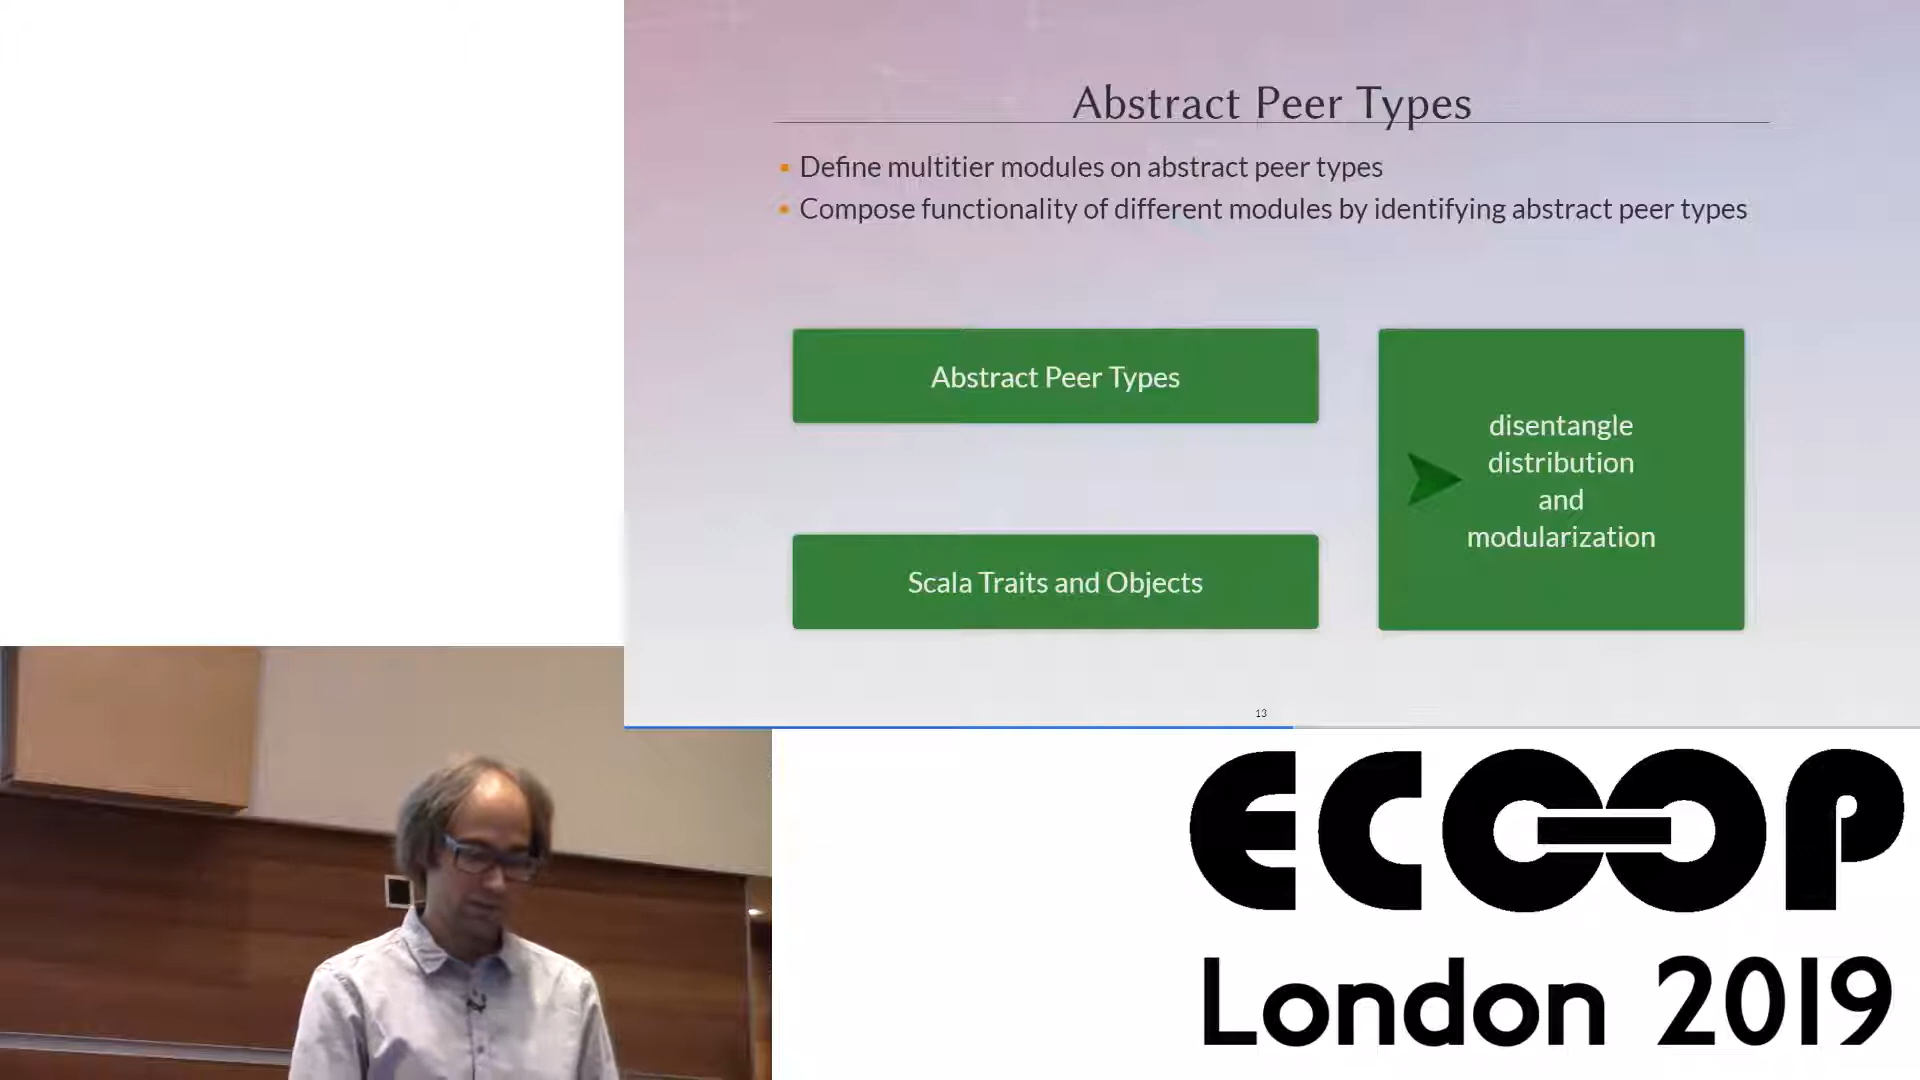 Abstract Peer Types
Define multitier modules on abstract peer types
Compose functionality of different modules by identifying abstract peer types
Abstract Peer Types
Scala Traits and Objects
disentangle
distribution
and
modularization
13
ECOOP
London 2019